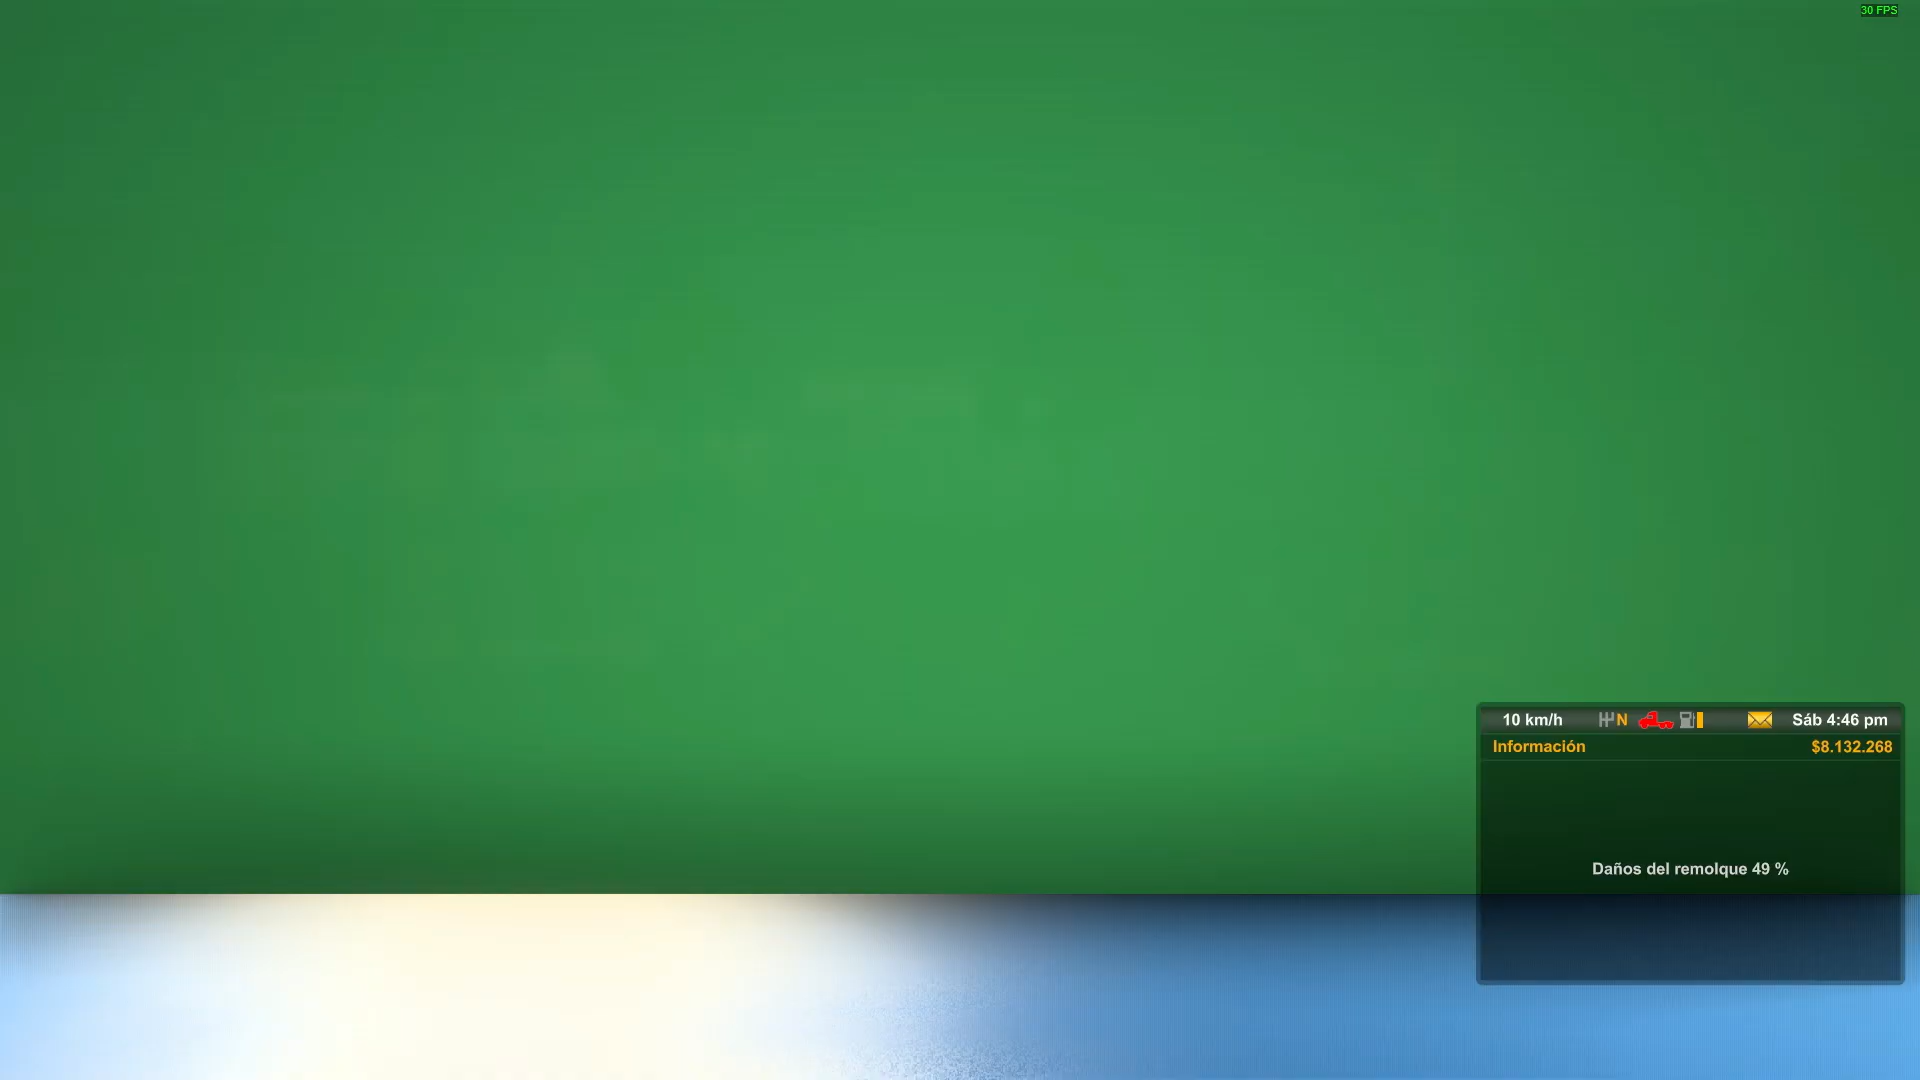 30 FPS
10 km/h N Sáb 4:46 pm
Información $8.132.268
Daños del remolque 49 %